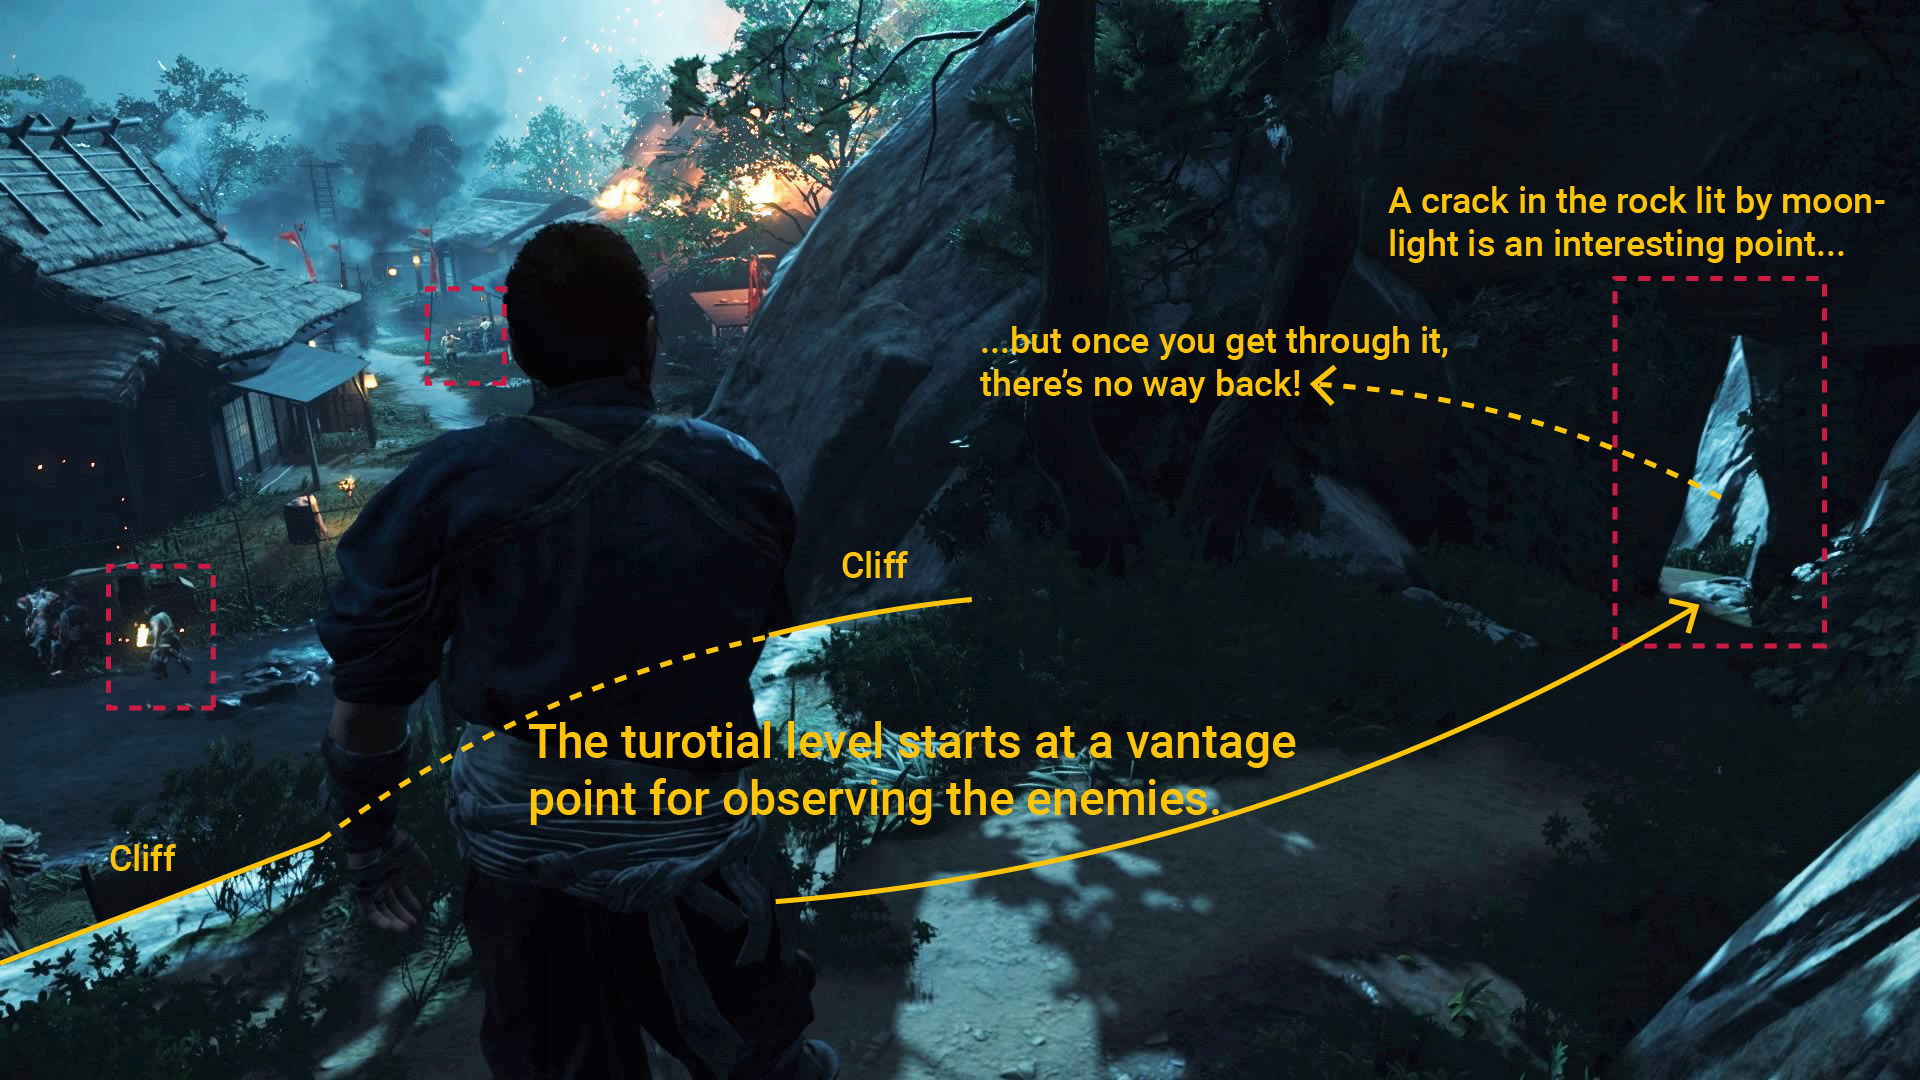 A crack in the rock lit by moon-
light is an interesting point...
...but once you get through it,
there's no way back!
Cliff
The turotial level starts at a vantage
point for observing the enemies.
Cliff